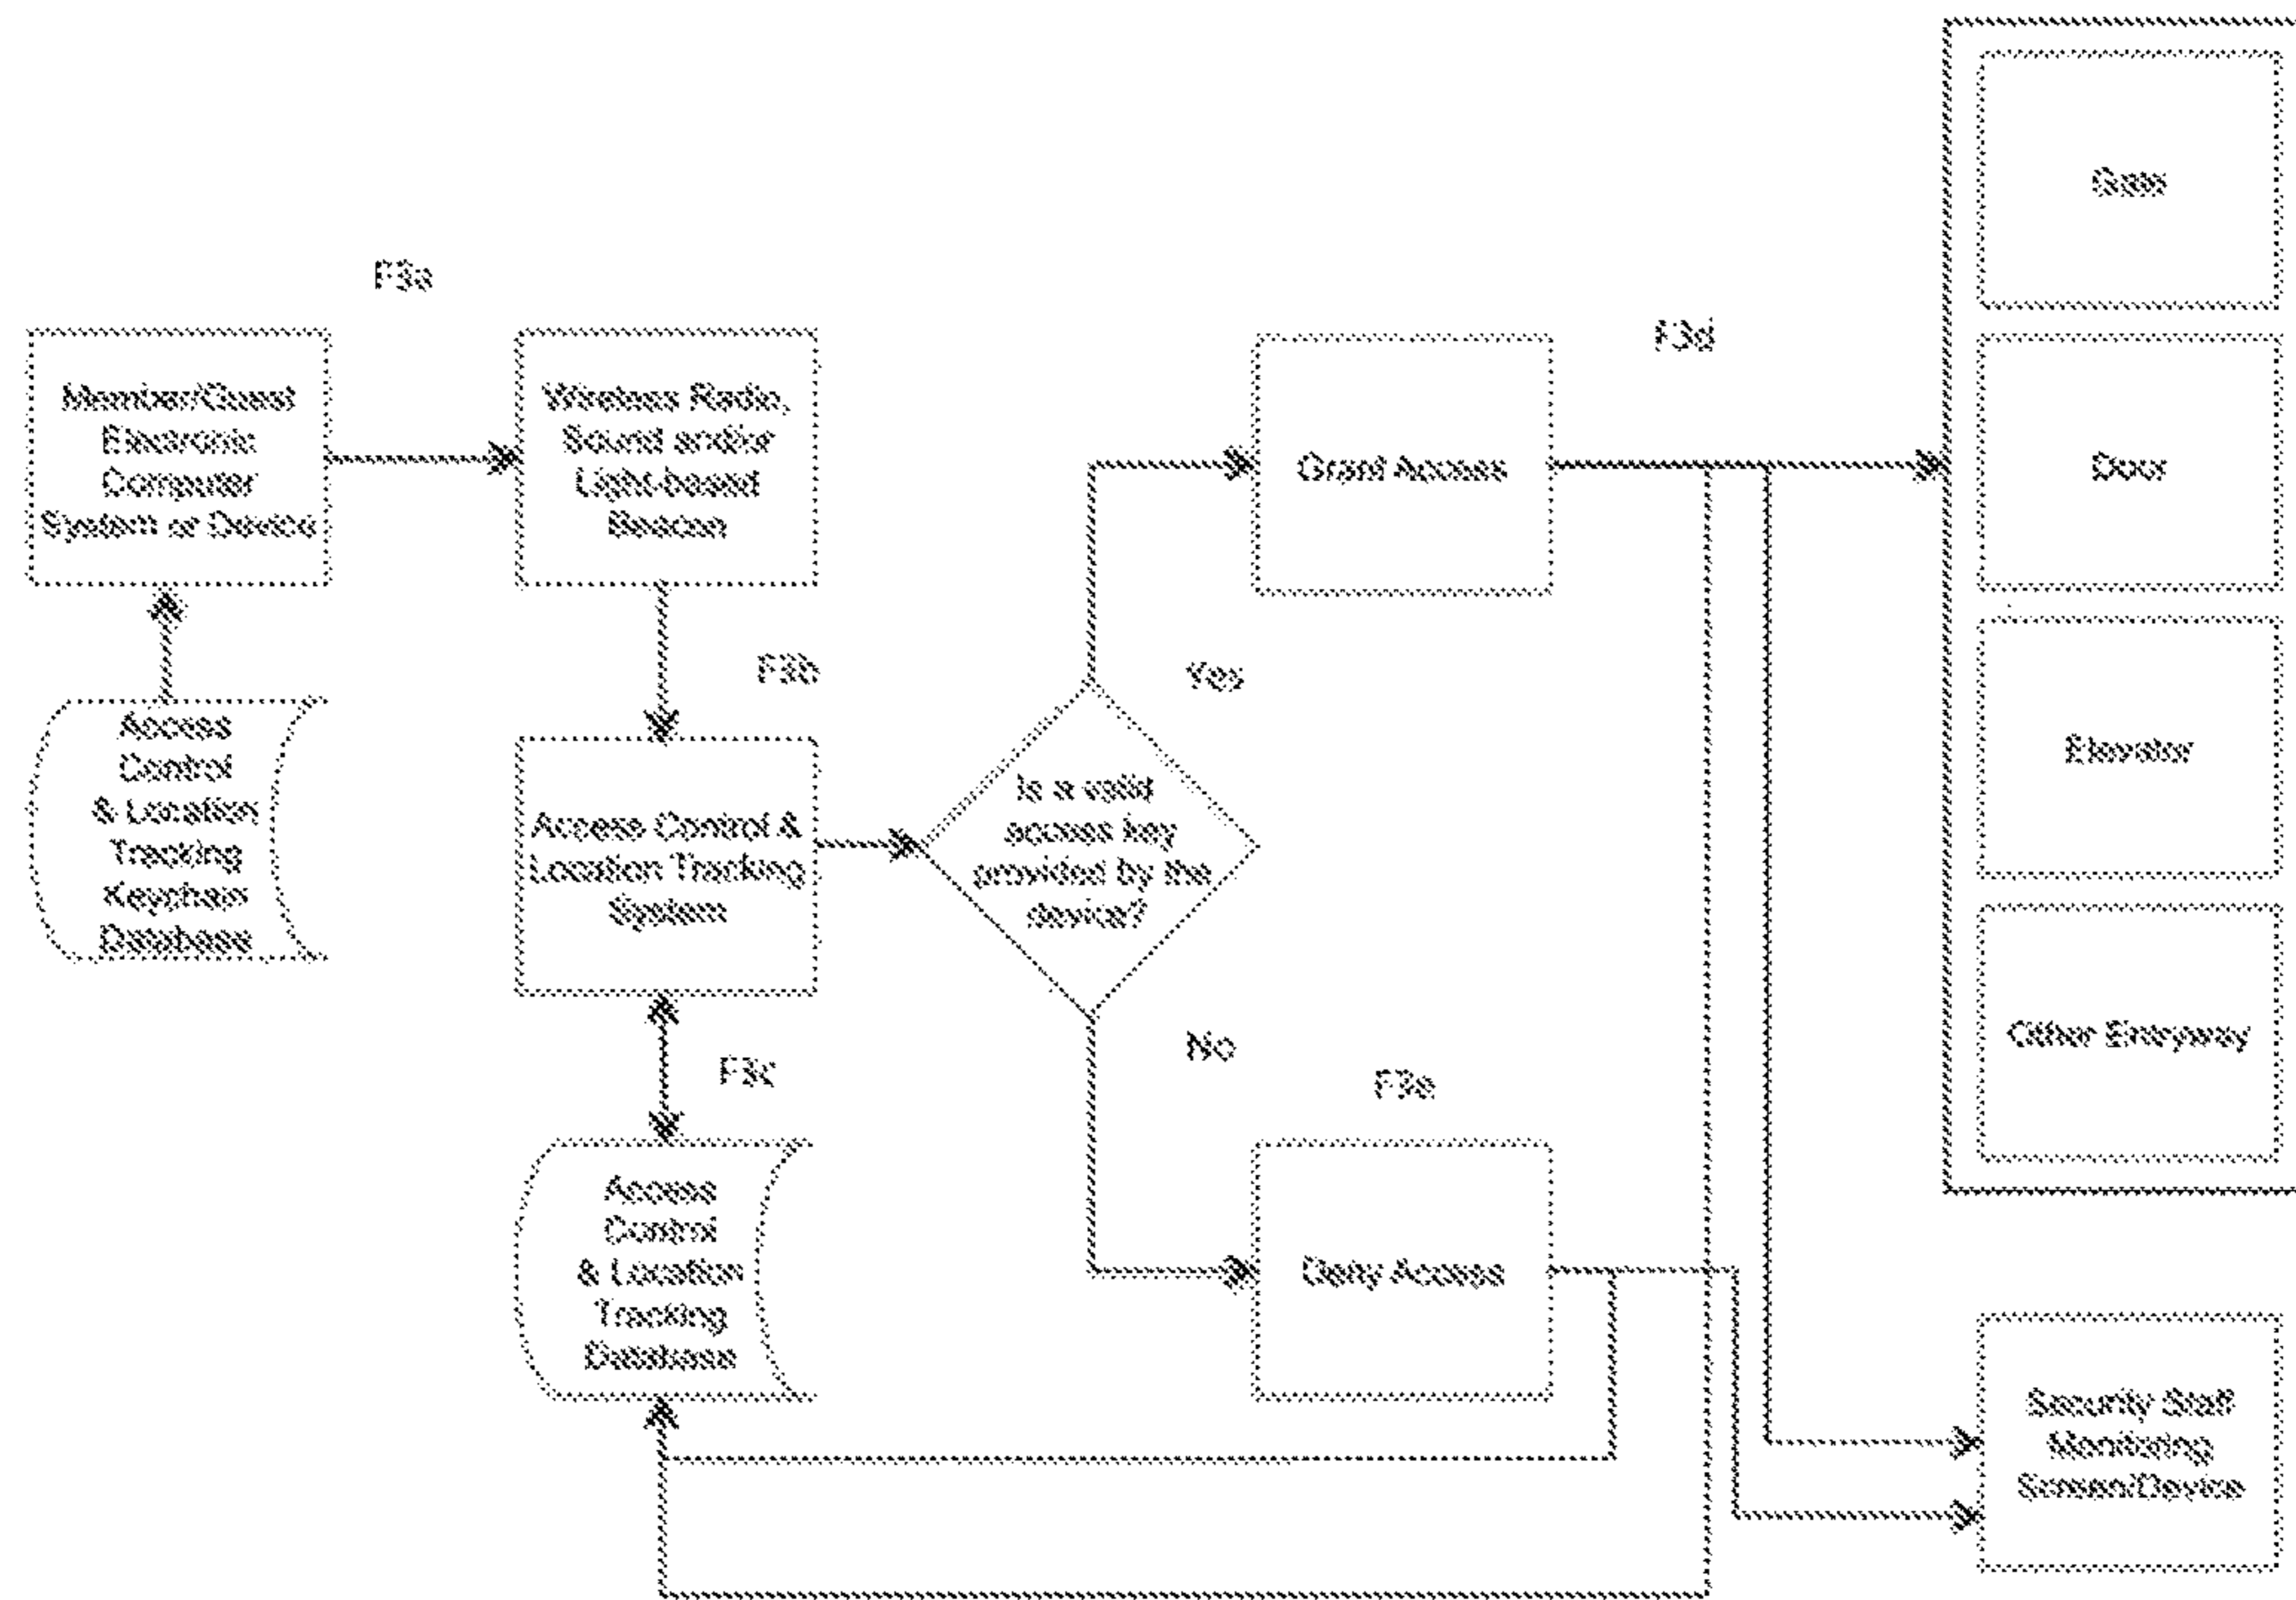 F3a
Member/Guest
Electronic
Computer
System or Device
Wireless Radio,
Sound and/or
Light-based
Beacon
Access
Control
& Location
Tracking
Keychain
Database
F3b
Access Control &
Location Tracking
System
F3c
Access
Control
& Location
Tracking
Database
Is a valid
access key
provided by the
device?
Yes
Grant Access
F3d
No
F3e
Deny Access
Gate
Door
Elevator
Other Entryway
Security Staff
Monitoring
Screen/Device